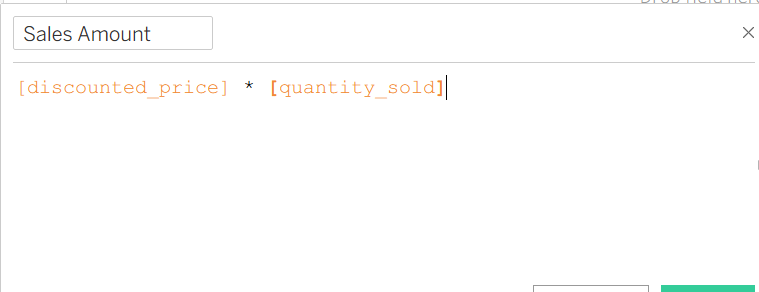 Sales Amount
[discounted_price] * [quantity_sold]